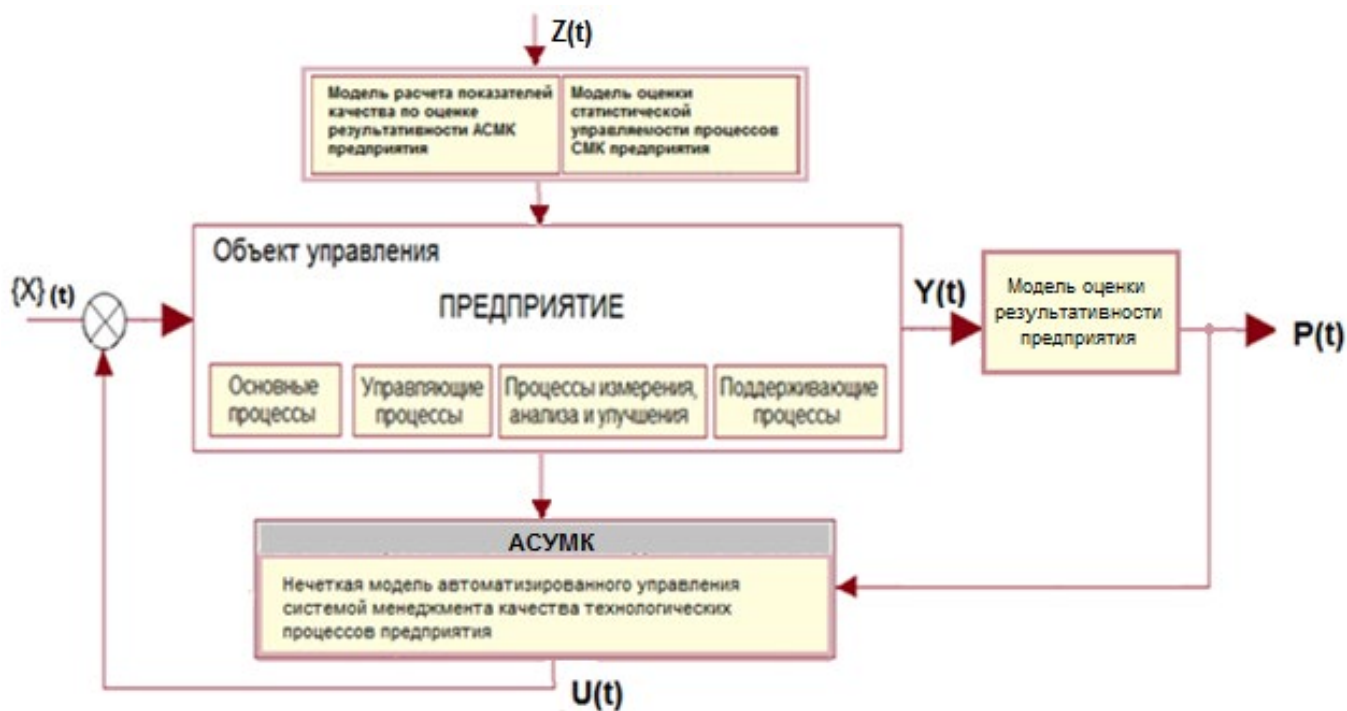 Z(t)
Модель расчета показателей
качества по оценке
результативности АСМК
предприятия
Модель оценки
статистической
управляемости процессов
СМК предприятия
Объект управления
ПРЕДПРИЯТИЕ
{X} (t)
Основные
процессы
Управляющие
процессы
Процессы измерения,
анализа и улучшения
Поддерживающие
процессы
Y(t)
Модель оценки
результативности
предприятия
P(t)
АСУМК
Нечеткая модель автоматизированного управления
системой менеджмента качества технологических
процессов предприятия
U(t)